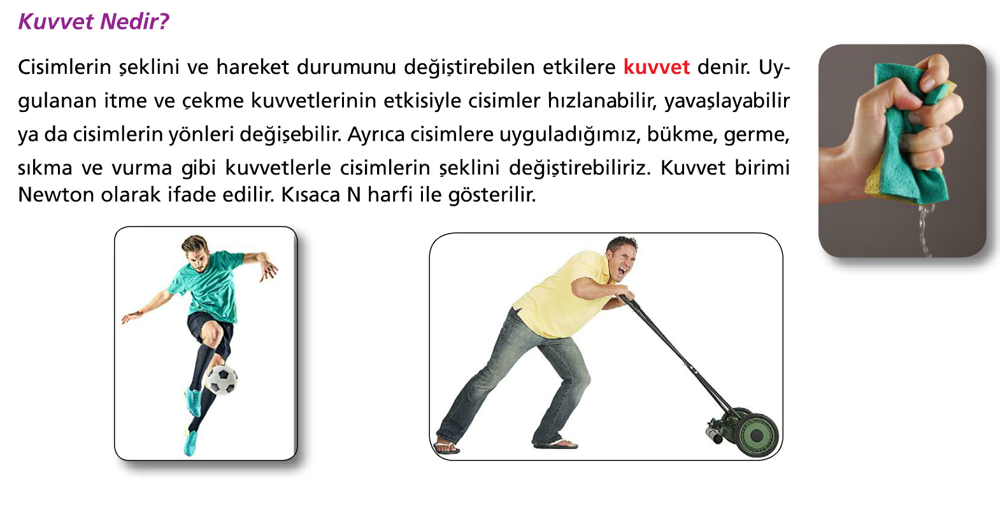 Kuvvet Nedir?
Cisimlerin şeklini ve hareket durumunu değiştirebilen etkilere kuvvet denir. Uy-
gulanan itme ve çekme kuvvetlerinin etkisiyle cisimler hızlanabilir, yavaşlayabilir
ya da cisimlerin yönleri değişebilir. Ayrıca cisimlere uyguladığımız, bükme, germe,
sıkma ve vurma gibi kuvvetlerle cisimlerin şeklini değiştirebiliriz. Kuvvet birimi
Newton olarak ifade edilir. Kısaca N harfi ile gösterilir.